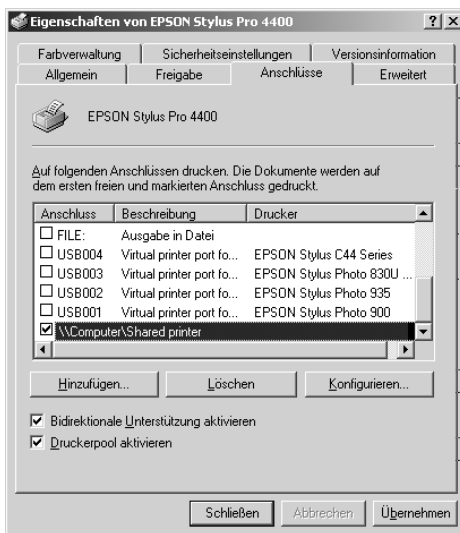 Eigenschaften von EPSON Stylus Pro 4400
Farbverwaltung Sicherheitseinstellungen Versionsinformation
Allgemein Freigabe Anschlüsse Erweitert
EPSON Stylus Pro 4400
Auf folgenden Anschlüssen drucken. Die Dokumente werden auf
dem ersten freien und markierten Anschluss gedruckt.
Anschluss Beschreibung Drucker
FILE: Ausgabe in Datei
USB004 Virtual printer port fo... EPSON Stylus C44 Series
USB003 Virtual printer port fo... EPSON Stylus Photo 830U ...
USB002 Virtual printer port fo... EPSON Stylus Photo 935
USB001 Virtual printer port fo... EPSON Stylus Photo 900
\\Computer\Shared printer
Hinzufügen... Löschen Konfigurieren...
Bidirektionale Unterstützung aktivieren
Druckerpool aktivieren
Schließen Abbrechen Übernehmen